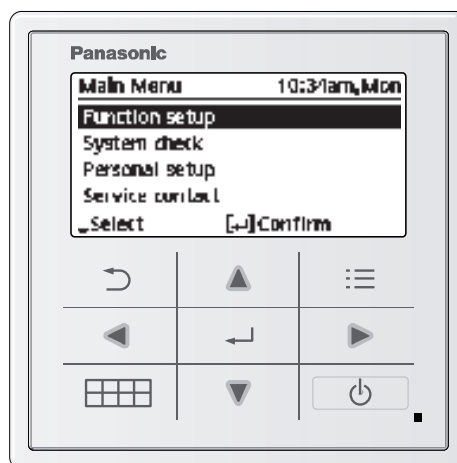 Panasonic
Main Menu 10:34am,Mon
Function setup
System check
Personal setup
Service contact
Select [↵]Confirm